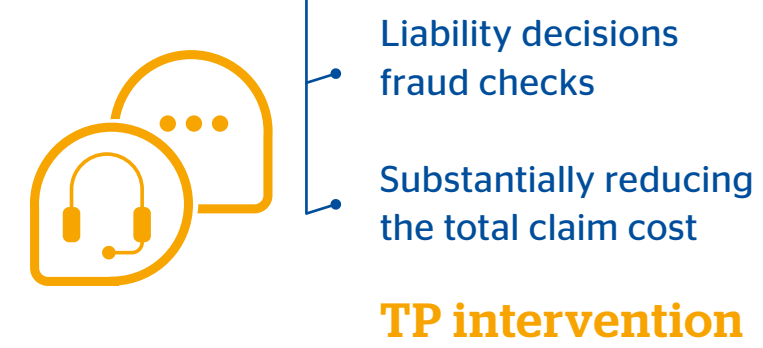 Liability decisions
fraud checks
Substantially reducing
the total claim cost
TP intervention